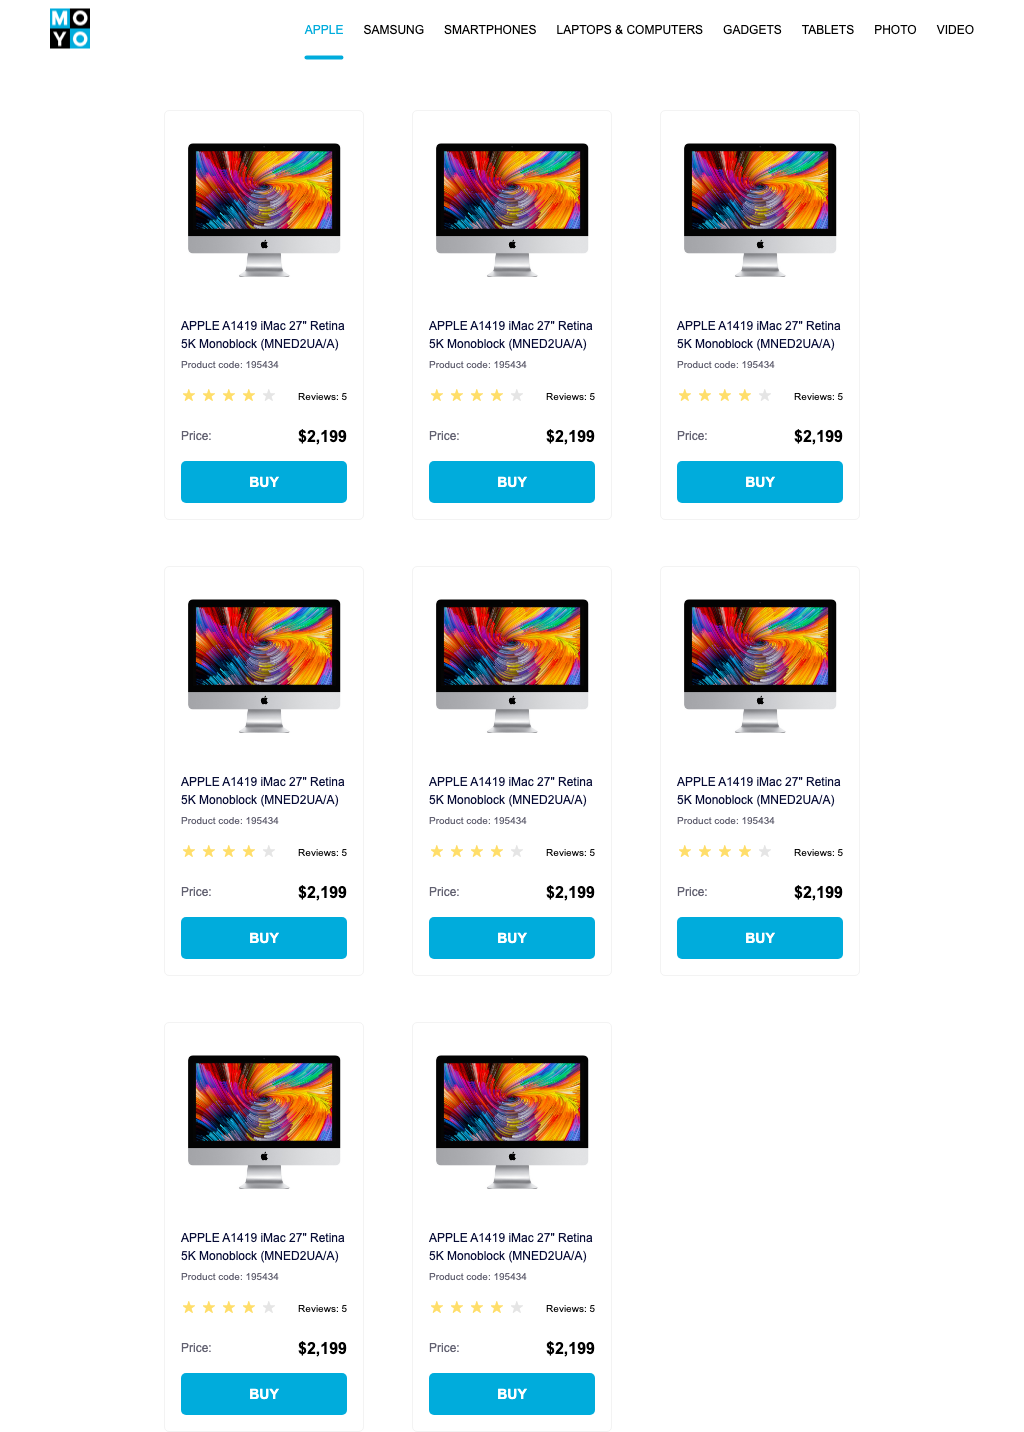 MO
YO
APPLE SAMSUNG SMARTPHONES LAPTOPS & COMPUTERS GADGETS TABLETS PHOTO VIDEO
APPLE A1419 iMac 27" Retina
5K Monoblock (MNED2UA/A)
Product code: 195434
Reviews: 5
Price: $2,199
BUY
APPLE A1419 iMac 27" Retina
5K Monoblock (MNED2UA/A)
Product code: 195434
Reviews: 5
Price: $2,199
BUY
APPLE A1419 iMac 27" Retina
5K Monoblock (MNED2UA/A)
Product code: 195434
Reviews: 5
Price: $2,199
BUY
APPLE A1419 iMac 27" Retina
5K Monoblock (MNED2UA/A)
Product code: 195434
Reviews: 5
Price: $2,199
BUY
APPLE A1419 iMac 27" Retina
5K Monoblock (MNED2UA/A)
Product code: 195434
Reviews: 5
Price: $2,199
BUY
APPLE A1419 iMac 27" Retina
5K Monoblock (MNED2UA/A)
Product code: 195434
Reviews: 5
Price: $2,199
BUY
APPLE A1419 iMac 27" Retina
5K Monoblock (MNED2UA/A)
Product code: 195434
Reviews: 5
Price: $2,199
BUY
APPLE A1419 iMac 27" Retina
5K Monoblock (MNED2UA/A)
Product code: 195434
Reviews: 5
Price: $2,199
BUY